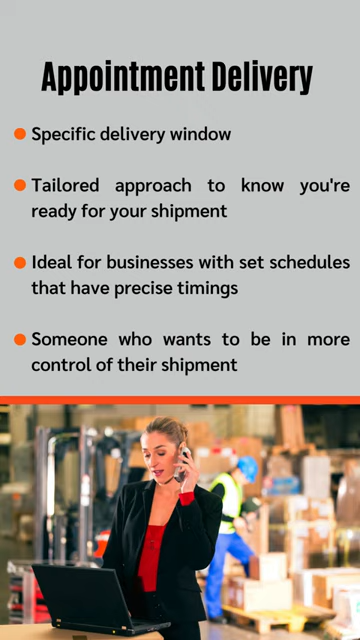 Appointment Delivery
Specific delivery window
Tailored approach to know you're
ready for your shipment
Ideal for businesses with set schedules
that have precise timings
Someone who wants to be in more
control of their shipment